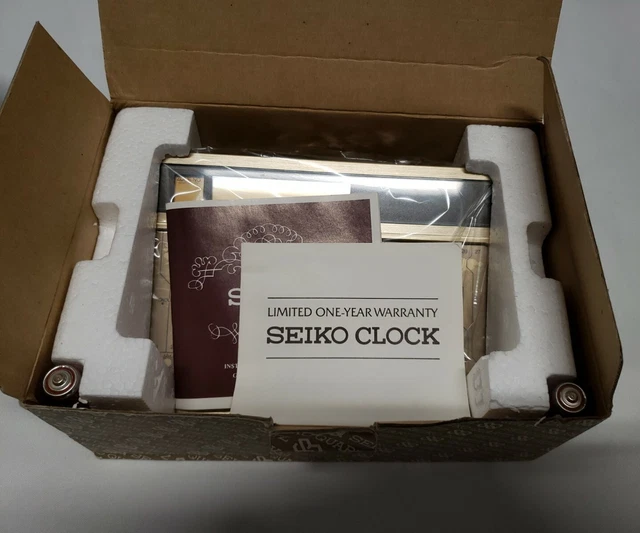 LIMITED ONE-YEAR WARRANTY
SEIKO CLOCK